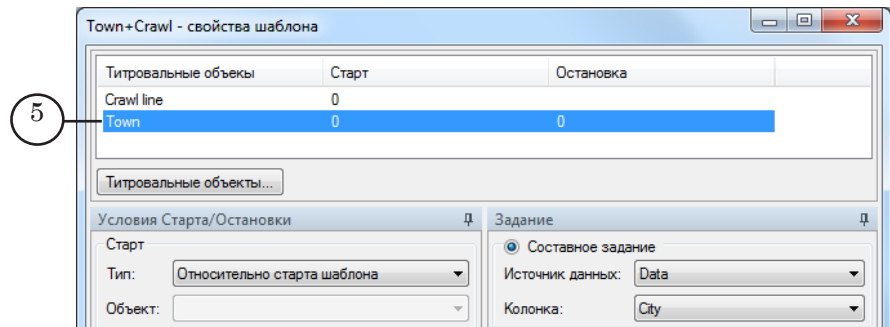 Town+Crawl - свойства шаблона
Титровальные объекы Старт Остановка
Crawl line 0
5 Town 0 0
Титровальные объекты...
Условия Старта/Остановки Задание
Старт Составное задание
Тип: Относительно старта шаблона Источник данных: Data
Объект: Колонка: City